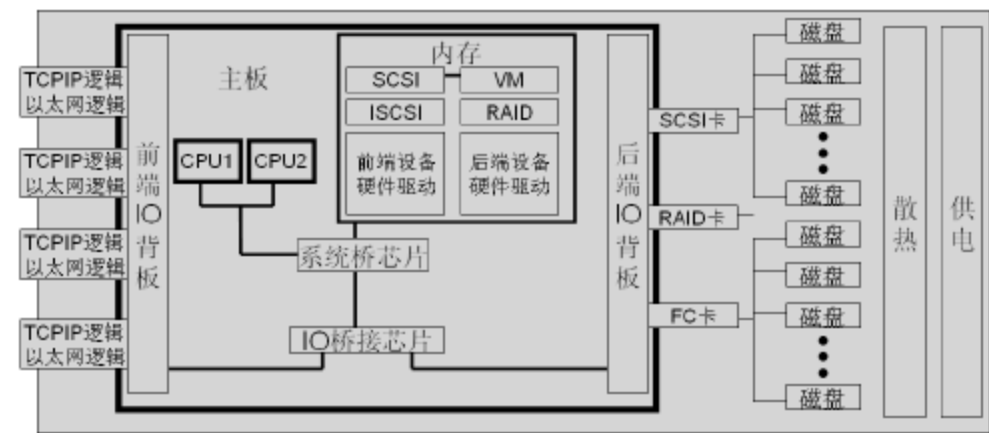 TCPIP逻辑
以太网逻辑
TCPIP逻辑
以太网逻辑
TCPIP逻辑
以太网逻辑
TCPIP逻辑
以太网逻辑
前端IO背板
主板
CPU1
CPU2
内存
SCSI
VM
ISCSI
RAID
前端设备
硬件驱动
后端设备
硬件驱动
系统桥芯片
IO桥接芯片
后端IO背板
SCSI卡
RAID卡
FC卡
磁盘
磁盘
磁盘
磁盘
磁盘
磁盘
磁盘
磁盘
散热
供电